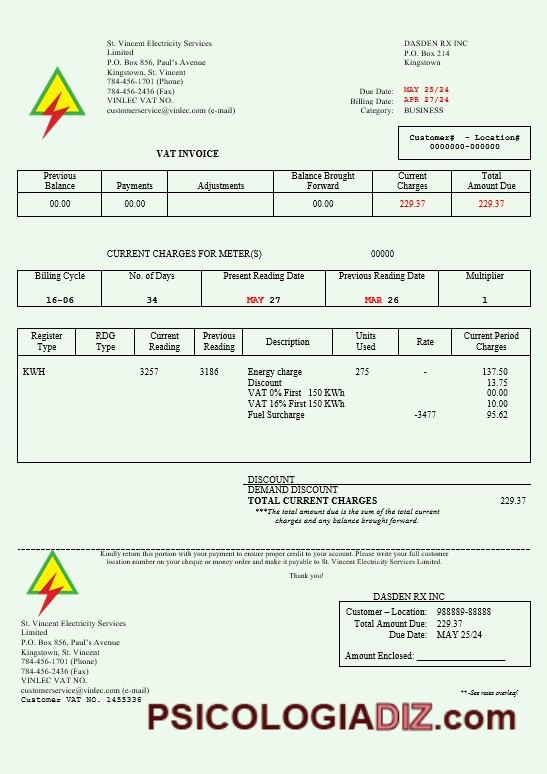 St. Vincent Electricity Services
Limited
P.O. Box 856, Paul's Avenue
Kingstown, St. Vincent
784-456-1701 (Phone)
784-456-2436 (Fax)
VINLEC VAT NO.
customerservice@vinlec.com (e-mail)
DASDEN RX INC
P.O. Box 214
Kingstown
Due Date: MAY 25/24
Billing Date: APR 27/24
Category: BUSINESS
Customer# - Location#
0000000-000000
VAT INVOICE
Previous Balance Payments Adjustments Balance Brought Forward Current Charges Total Amount Due
00.00 00.00 00.00 229.37 229.37
CURRENT CHARGES FOR METER(S) 00000
Billing Cycle No. of Days Present Reading Date Previous Reading Date Multiplier
16-06 34 MAY 27 MAR 26 1
Register Type RDG Type Current Reading Previous Reading Description Units Used Rate Current Period Charges
KWH 3257 3186 Energy charge 275 - 137.50
Discount 13.75
VAT 0% First 150 KWh 00.00
VAT 16% First 150 KWh 10.00
Fuel Surcharge -3477 95.62
DISCOUNT
DEMAND DISCOUNT
TOTAL CURRENT CHARGES 229.37
***The total amount due is the sum of the total current
charges and any balance brought forward.
Kindly return this portion with your payment to ensure proper credit to your account. Please write your full customer
location number on your cheque or money order and make it payable to St. Vincent Electricity Services Limited.
Thank you!
St. Vincent Electricity Services
Limited
P.O. Box 856, Paul's Avenue
Kingstown, St. Vincent
784-456-1701 (Phone)
784-456-2436 (Fax)
VINLEC VAT NO.
customerservice@vinlec.com (e-mail)
Customer VAT NO. 1455336
DASDEN RX INC
Customer – Location: 988889-88888
Total Amount Due: 229.37
Due Date: MAY 25/24
Amount Enclosed: ____________________
** -See rates overleaf.
PSICOLOGIADIZ.com